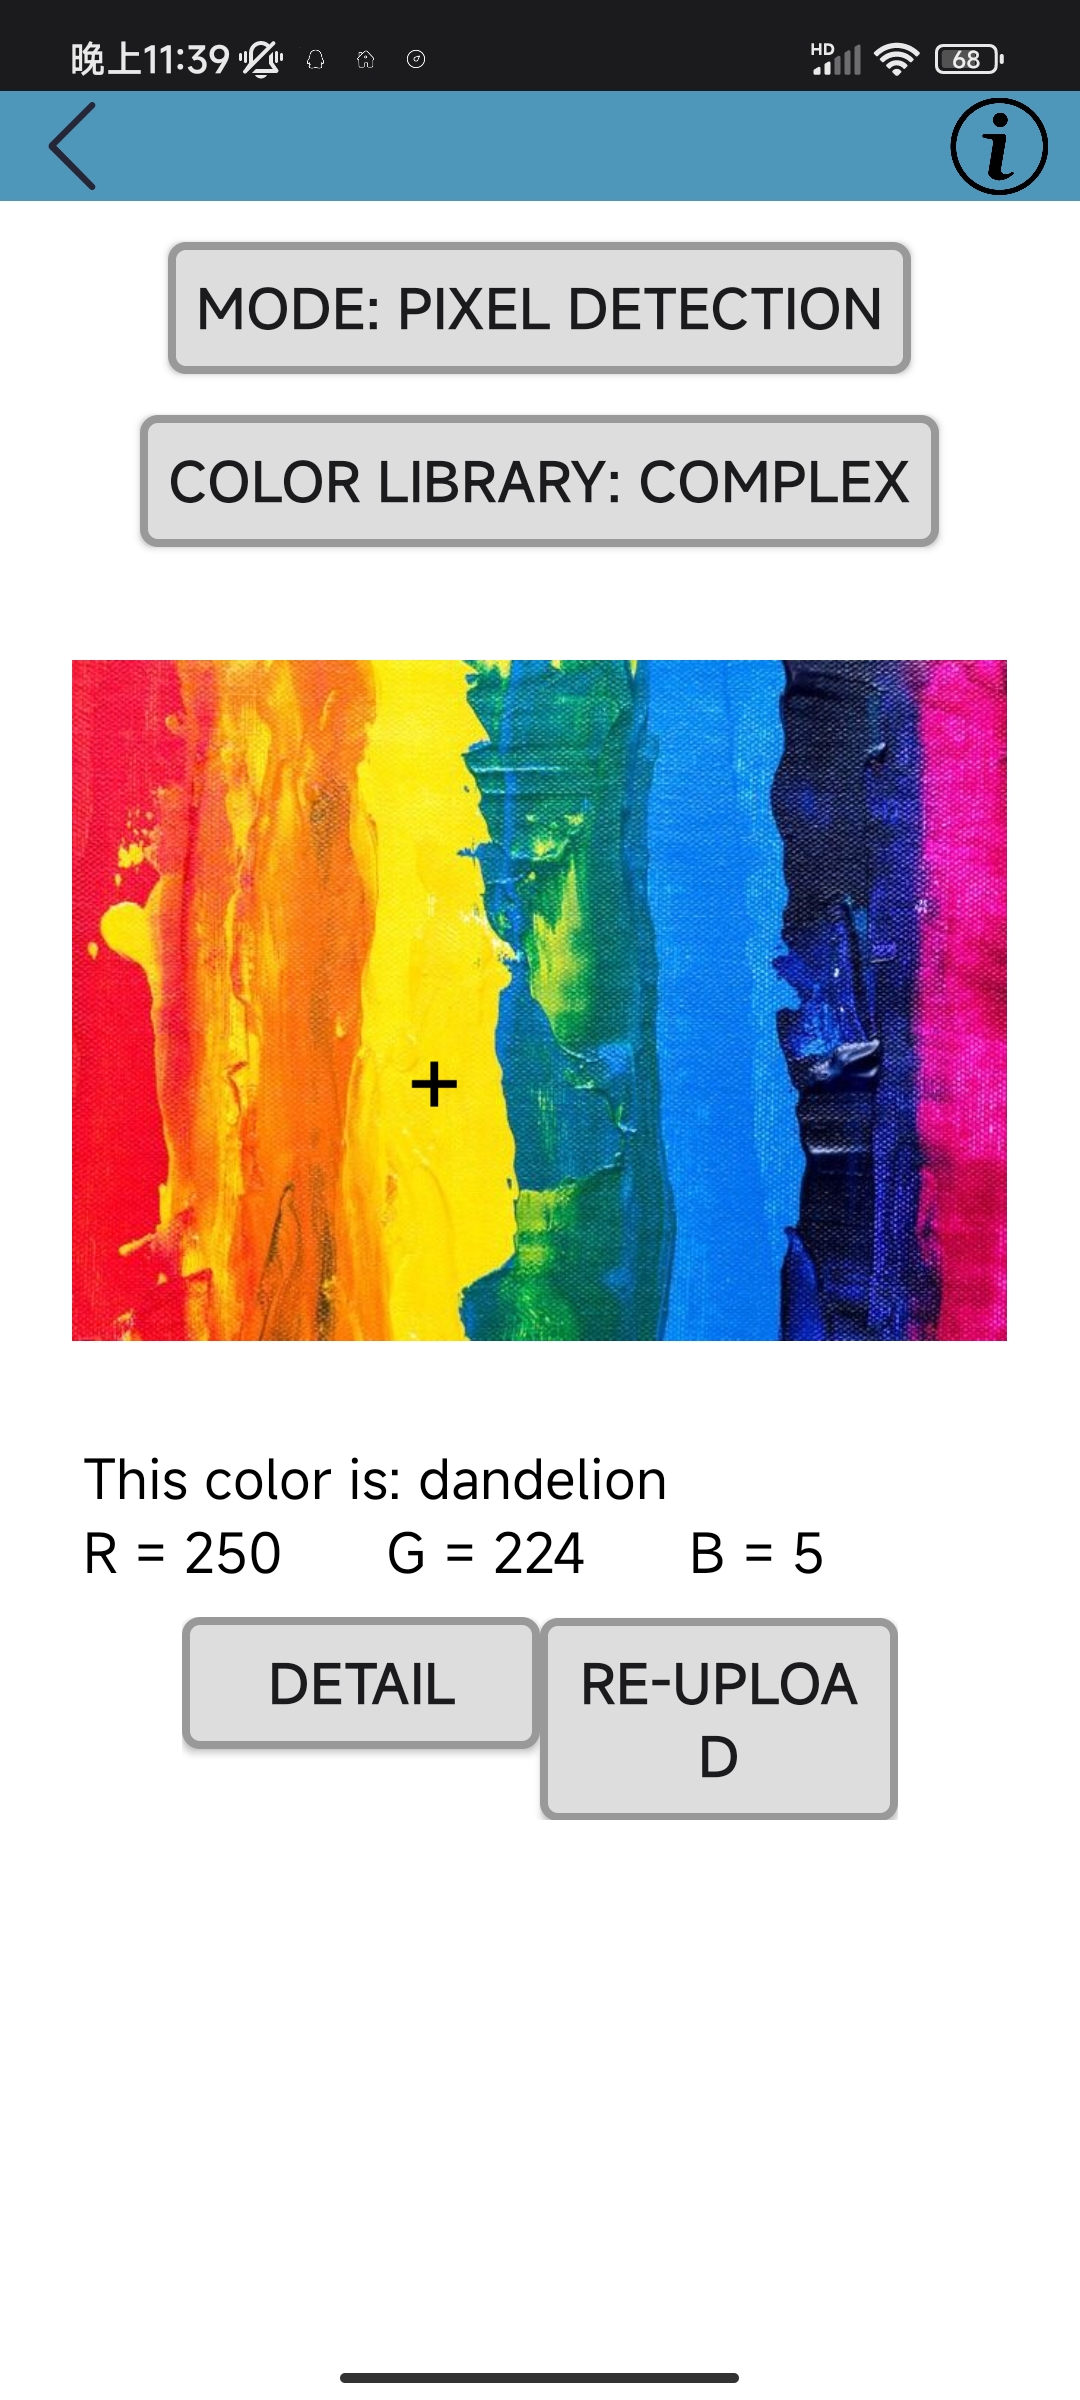 晚上11:39 HD 68
i
MODE: PIXEL DETECTION
COLOR LIBRARY: COMPLEX
This color is: dandelion
R = 250 G = 224 B = 5
DETAIL
RE-UPLOA
D